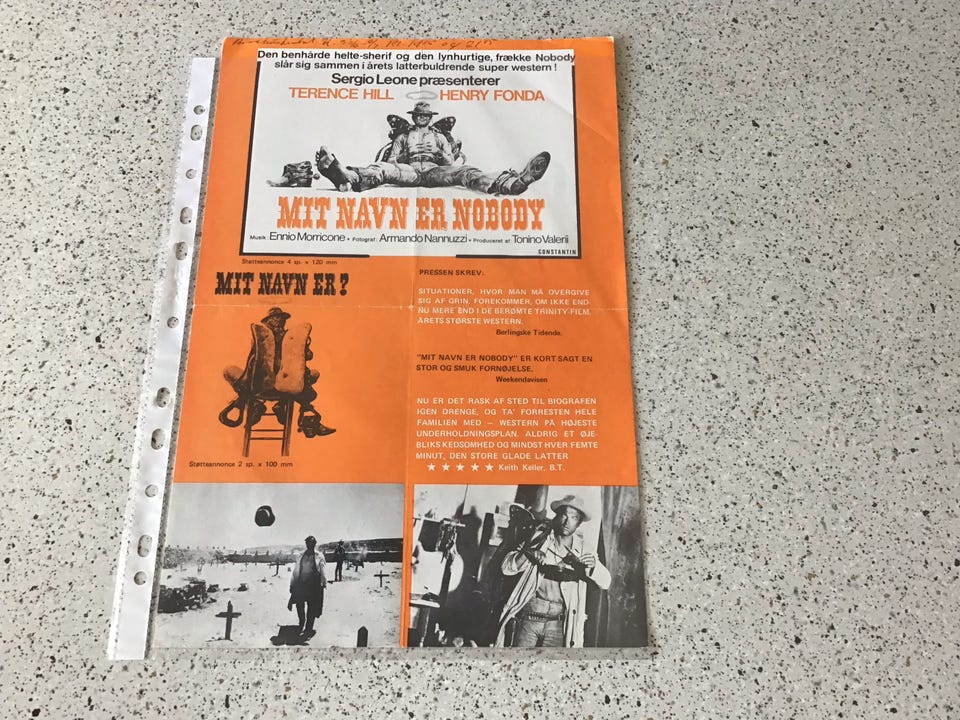 Den benhårde helte-sherif og den lynhurtige, frække Nobody
slår sig sammen i årets latterbuldrende super western !
Sergio Leone præsenterer
TERENCE HILL HENRY FONDA
MIT NAVN ER NOBODY
Musik: Ennio Morricone • Fotograf: Armando Nannuzzi • Produceret af Tonino Valerii
CONSTANTIN
Støtteannonce 4 sp. x 120 mm
MIT NAVN ER?
Støtteannonce 2 sp. x 100 mm
PRESSEN SKREV:
SITUATIONER, HVOR MAN MÅ OVERGIVE
SIG AF GRIN, FOREKOMMER, OM IKKE END-
NU MERE END I DE BERØMTE TRINITY-FILM.
ÅRETS STØRSTE WESTERN.
Berlingske Tidende.
"MIT NAVN ER NOBODY" ER KORT SAGT EN
STOR OG SMUK FORNØJELSE.
Weekendavisen
NU ER DET RASK AF STED TIL BIOGRAFEN
IGEN DRENGE, OG TA' FORRESTEN HELE
FAMILIEN MED – WESTERN PÅ HØJESTE
UNDERHOLDNINGSPLAN. ALDRIG ET ØJE-
BLIKS KEDSOMHED OG MINDST HVER FEMTE
MINUT, DEN STORE GLADE LATTER
★ ★ ★ ★ ★ Keith Keller, B.T.